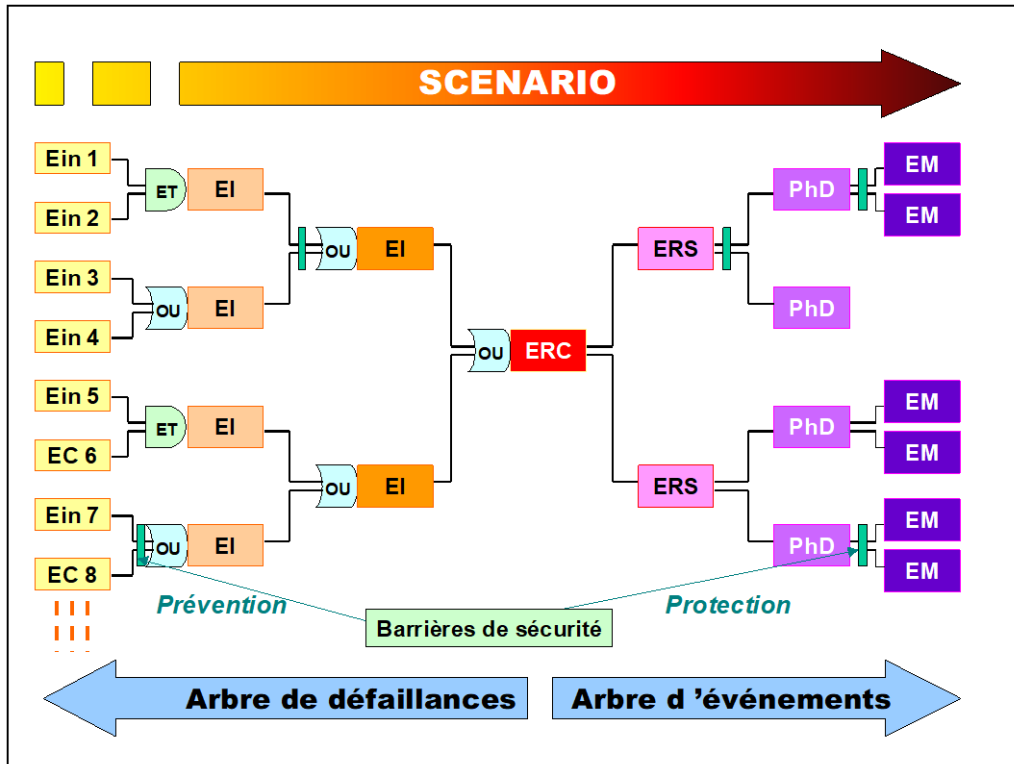 SCENARIO
Ein 1
ET
EI
PhD
EM
Ein 2
EM
OU
EI
ERS
Ein 3
OU
EI
PhD
Ein 4
OU
ERC
Ein 5
ET
EI
PhD
EM
EC 6
EM
OU
EI
ERS
Ein 7
OU
EI
PhD
EM
EC 8
EM
Prévention
Protection
Barrières de sécurité
Arbre de défaillances
Arbre d ’événements